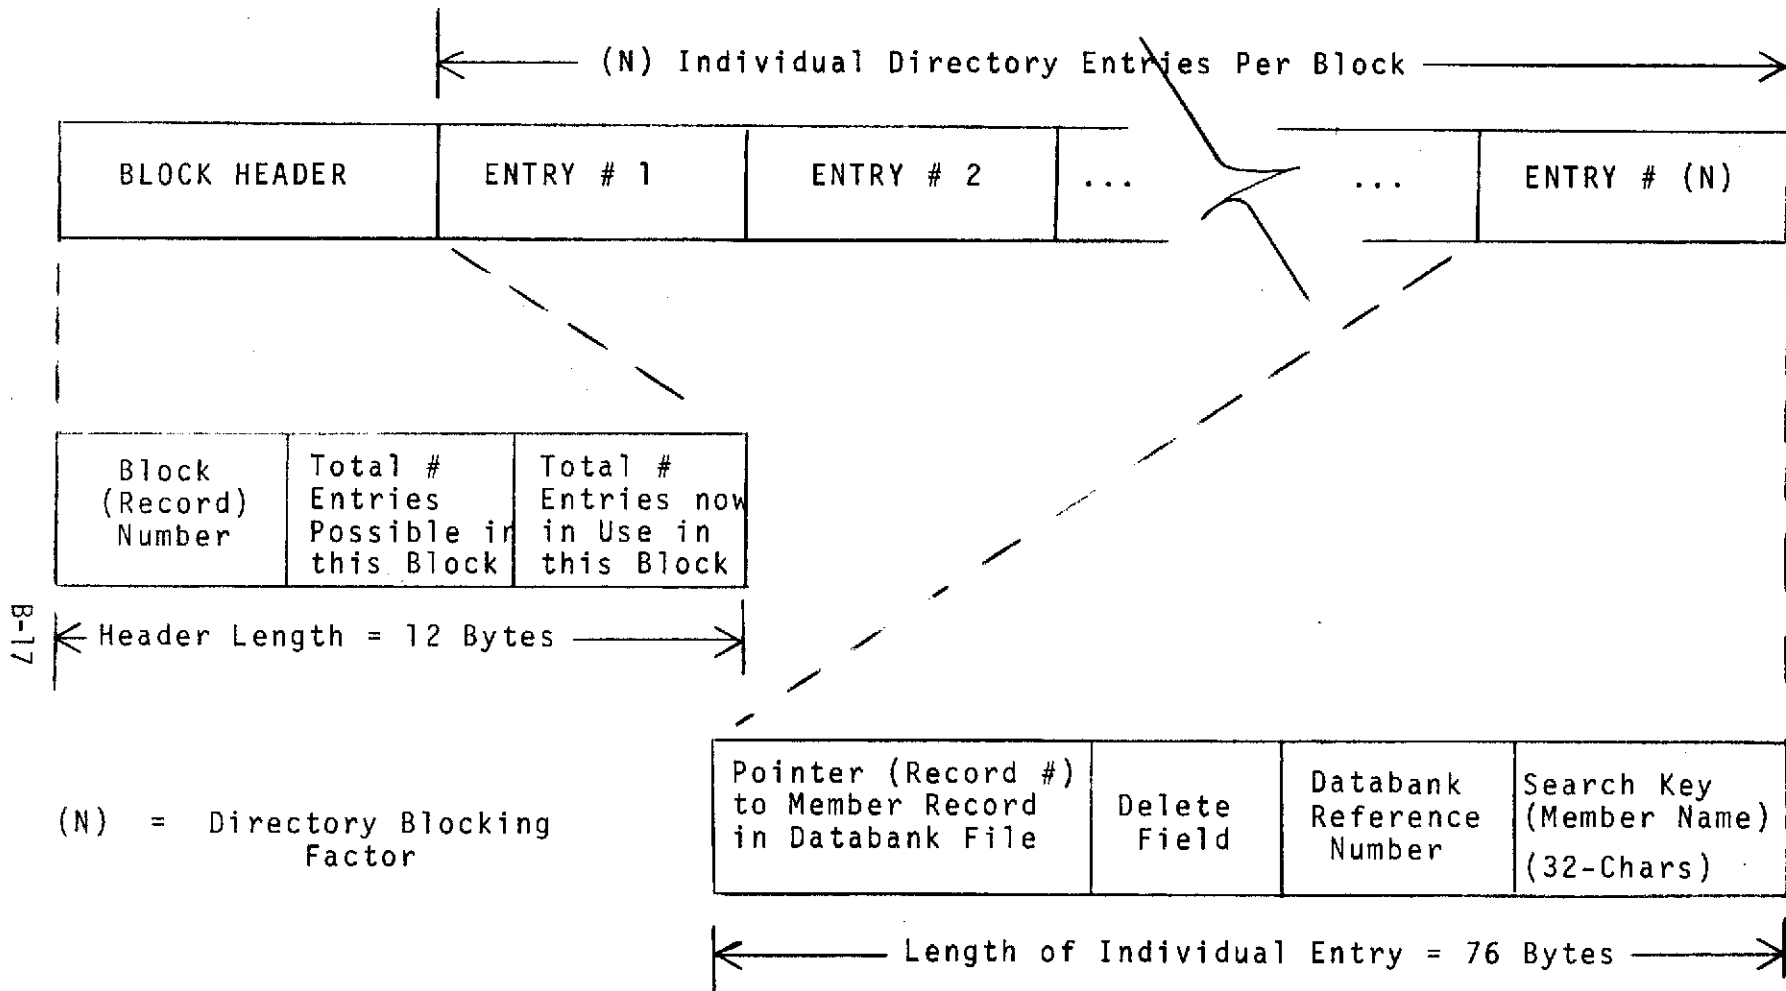 (N) Individual Directory Entries Per Block
BLOCK HEADER
ENTRY # 1
ENTRY # 2
...
...
ENTRY # (N)
Block
(Record)
Number
Total #
Entries
Possible in
this Block
Total #
Entries now
in Use in
this Block
Header Length = 12 Bytes
B-17
Pointer (Record #)
to Member Record
in Databank File
Delete
Field
Databank
Reference
Number
Search Key
(Member Name)
(32-Chars)
(N) = Directory Blocking
Factor
Length of Individual Entry = 76 Bytes